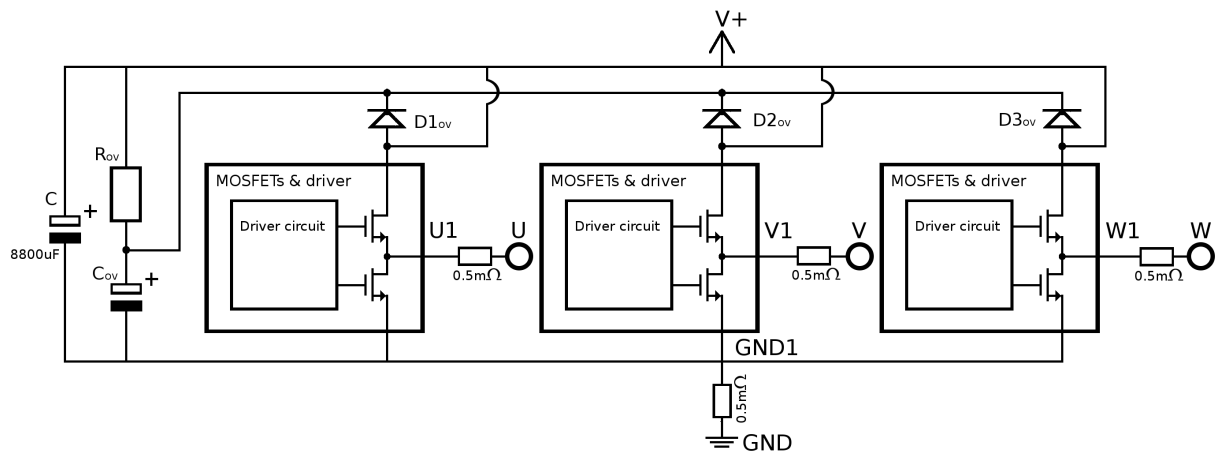 V+
D1ov
D2ov
D3ov
Rov
MOSFETs & driver
MOSFETs & driver
MOSFETs & driver
C
+
8800uF
Driver circuit
Driver circuit
Driver circuit
U1
U
V1
V
W1
W
0.5mΩ
0.5mΩ
0.5mΩ
Cov
+
GND1
0.5mΩ
GND